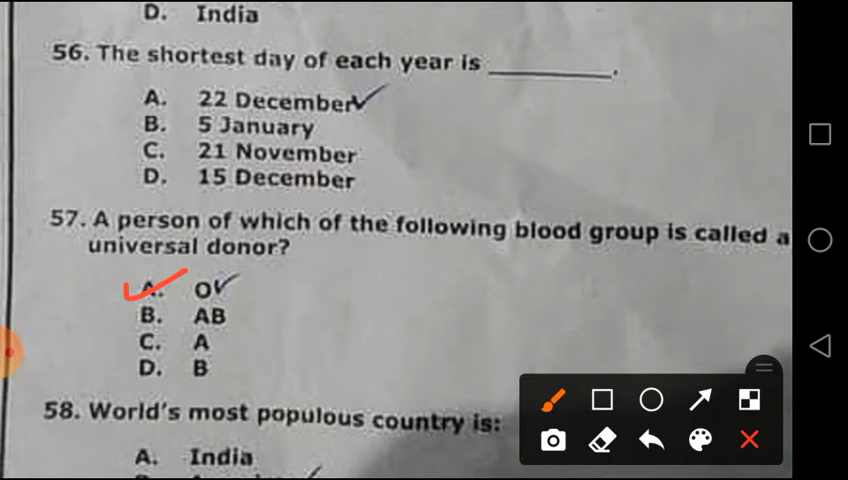 D. India
56. The shortest day of each year is ________.
A. 22 December
B. 5 January
C. 21 November
D. 15 December
57. A person of which of the following blood group is called a
universal donor?
A. O
B. AB
C. A
D. B
58. World's most populous country is:
A. India